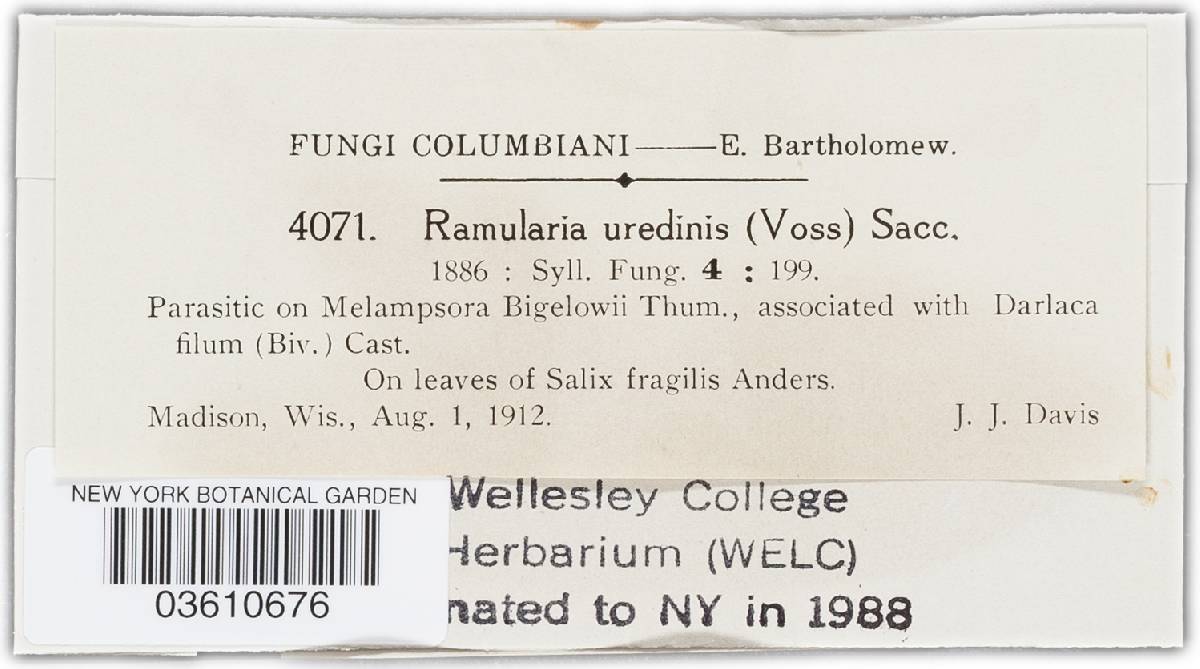 FUNGI COLUMBIANI——E. Bartholomew.
4071. Ramularia uredinis (Voss) Sacc.
1886 : Syll. Fung. 4 : 199.
Parasitic on Melampsora Bigelowii Thum., associated with Darlaca
filum (Biv.) Cast.
On leaves of Salix fragilis Anders.
Madison, Wis., Aug. 1, 1912. J. J. Davis
NEW YORK BOTANICAL GARDEN
03610676
Wellesley College
Herbarium (WELC)
nated to NY in 1988